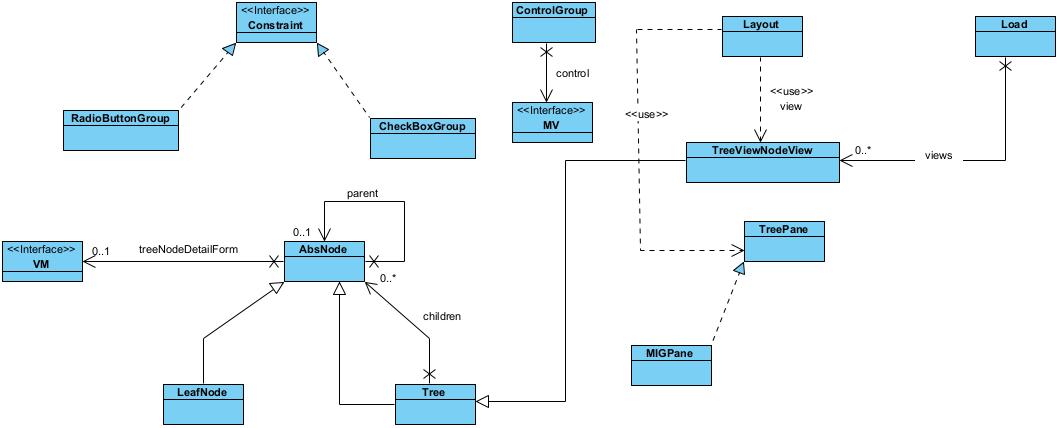 <<Interface>>
Constraint
ControlGroup
Layout
Load
control
<<use>>
view
<<Interface>>
MV
<<use>>
RadioButtonGroup
CheckBoxGroup
TreeViewNodeView
0..*
views
parent
0..1
TreePane
<<Interface>>
VM
0..1
treeNodeDetailForm
AbsNode
0..*
children
MIGPane
LeafNode
Tree